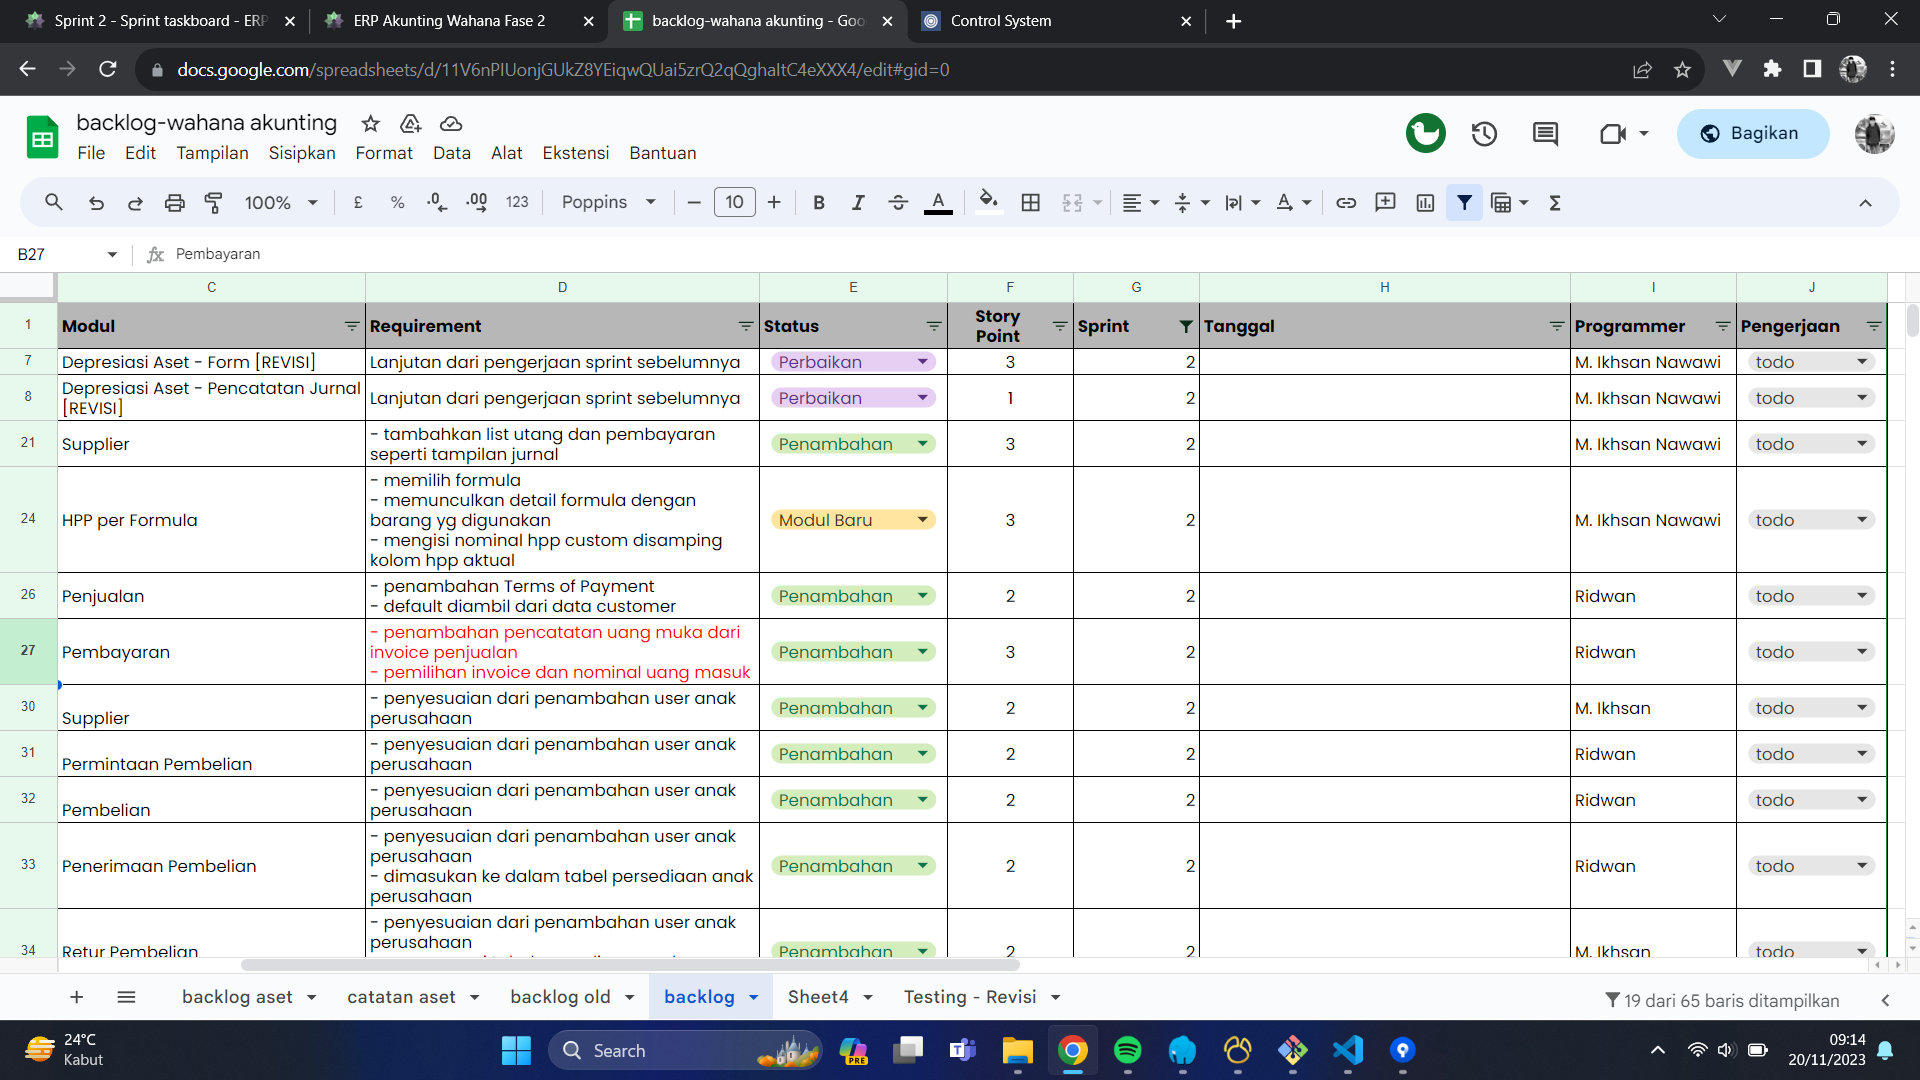 Sprint 2 - Sprint taskboard - ERP
ERP Akunting Wahana Fase 2
backlog-wahana akunting - Goo
Control System
docs.google.com/spreadsheets/d/11V6nPIUonjGUkZ8YEiqwQUai5zrQ2qQghaItC4eXXX4/edit#gid=0
backlog-wahana akunting
File Edit Tampilan Sisipkan Format Data Alat Ekstensi Bantuan
Bagikan
100% £ % .0 .00 123 Poppins 10 B I A
B27 fx Pembayaran
C D E F G H I J
1 Modul Requirement Status Story Point Sprint Tanggal Programmer Pengerjaan
7 Depresiasi Aset - Form [REVISI] Lanjutan dari pengerjaan sprint sebelumnya Perbaikan 3 2 M. Ikhsan Nawawi todo
8 Depresiasi Aset - Pencatatan Jurnal
[REVISI] Lanjutan dari pengerjaan sprint sebelumnya Perbaikan 1 2 M. Ikhsan Nawawi todo
21 Supplier - tambahkan list utang dan pembayaran
seperti tampilan jurnal Penambahan 3 2 M. Ikhsan Nawawi todo
24 HPP per Formula - memilih formula
- memunculkan detail formula dengan
barang yg digunakan
- mengisi nominal hpp custom disamping
kolom hpp aktual Modul Baru 3 2 M. Ikhsan Nawawi todo
26 Penjualan - penambahan Terms of Payment
- default diambil dari data customer Penambahan 2 2 Ridwan todo
27 Pembayaran - penambahan pencatatan uang muka dari
invoice penjualan
- pemilihan invoice dan nominal uang masuk Penambahan 3 2 Ridwan todo
30 Supplier - penyesuaian dari penambahan user anak
perusahaan Penambahan 2 2 M. Ikhsan todo
31 Permintaan Pembelian - penyesuaian dari penambahan user anak
perusahaan Penambahan 2 2 Ridwan todo
32 Pembelian - penyesuaian dari penambahan user anak
perusahaan Penambahan 2 2 Ridwan todo
33 Penerimaan Pembelian - penyesuaian dari penambahan user anak
perusahaan
- dimasukan ke dalam tabel persediaan anak
perusahaan Penambahan 2 2 Ridwan todo
34 Retur Pembelian - penyesuaian dari penambahan user anak
perusahaan Penambahan 2 2 M. Ikhsan todo
backlog aset catatan aset backlog old backlog Sheet4 Testing - Revisi 19 dari 65 baris ditampilkan
24°C
Kabut
Search
PRE
09:14
20/11/2023